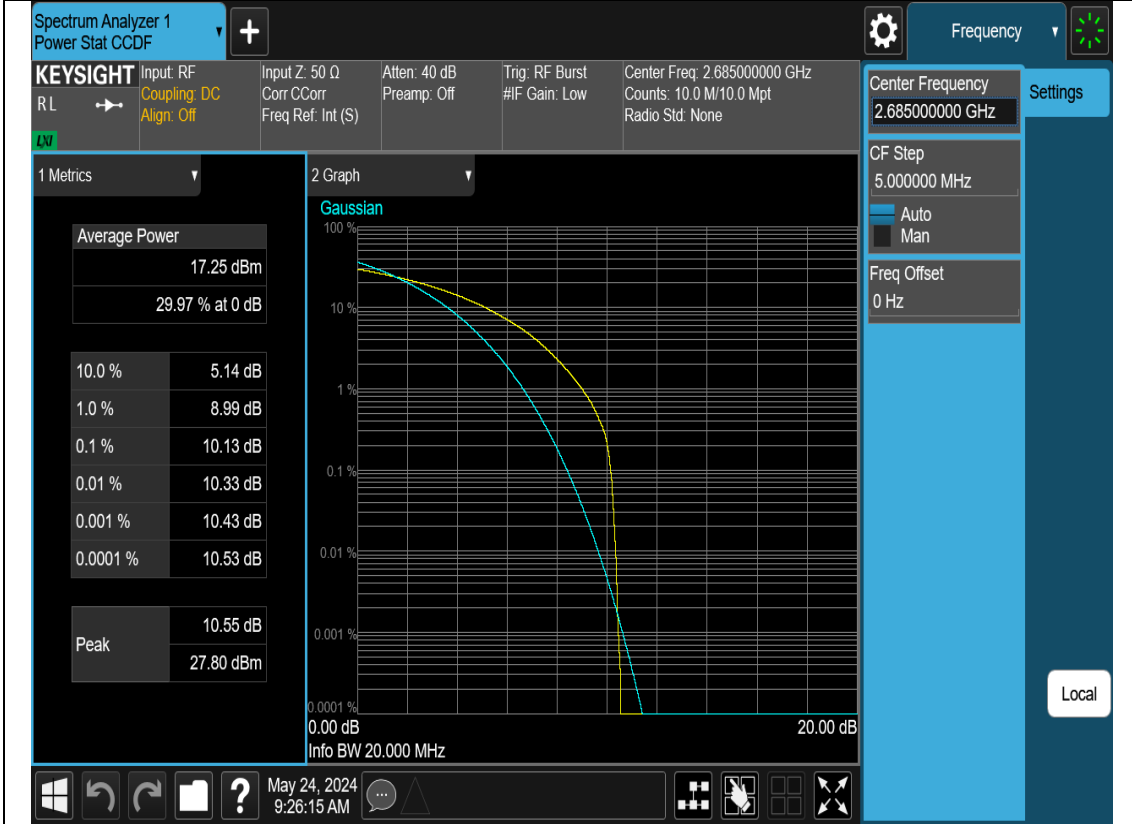 Spectrum Analyzer 1
Power Stat CCDF
Frequency
KEYSIGHT
RL
LXI
Input: RF
Coupling: DC
Align: Off
Input Z: 50 Ω
Corr CCorr
Freq Ref: Int (S)
Atten: 40 dB
Preamp: Off
Trig: RF Burst
#IF Gain: Low
Center Freq: 2.685000000 GHz
Counts: 10.0 M/10.0 Mpt
Radio Std: None
Center Frequency
2.685000000 GHz
Settings
CF Step
5.000000 MHz
Auto
Man
Freq Offset
0 Hz
1 Metrics
Average Power
17.25 dBm
29.97 % at 0 dB
10.0 % 5.14 dB
1.0 % 8.99 dB
0.1 % 10.13 dB
0.01 % 10.33 dB
0.001 % 10.43 dB
0.0001 % 10.53 dB
Peak
10.55 dB
27.80 dBm
2 Graph
Gaussian
100 %
10 %
1 %
0.1 %
0.01 %
0.001 %
0.0001 %
0.00 dB 20.00 dB
Info BW 20.000 MHz
Local
May 24, 2024
9:26:15 AM